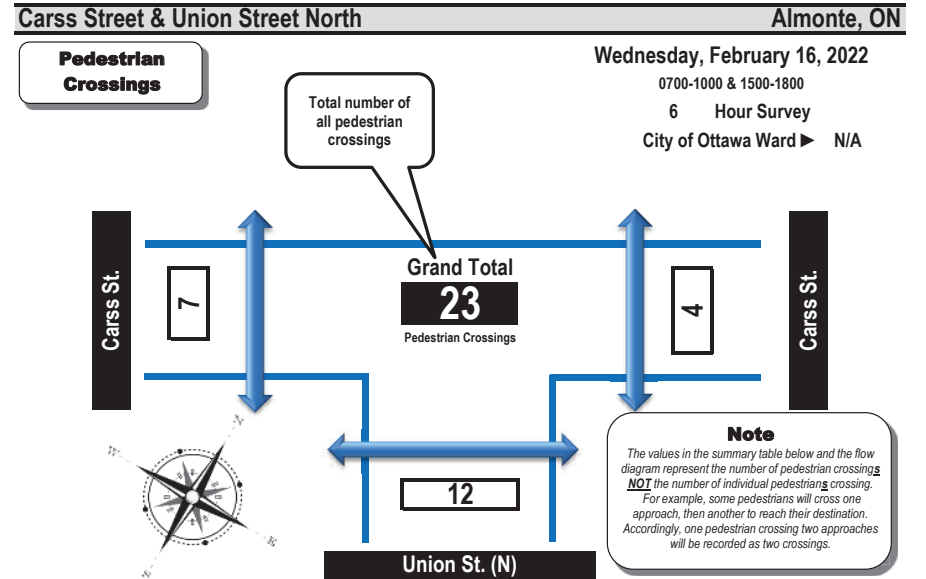 Carss Street & Union Street North
Almonte, ON
Pedestrian
Crossings
Wednesday, February 16, 2022
0700-1000 & 1500-1800
6 Hour Survey
City of Ottawa Ward ► N/A
Total number of
all pedestrian
crossings
Carss St.
7
Grand Total
23
Pedestrian Crossings
4
Carss St.
N
W
E
S
12
Union St. (N)
Note
The values in the summary table below and the flow
diagram represent the number of pedestrian crossings
NOT the number of individual pedestrians crossing.
For example, some pedestrians will cross one
approach, then another to reach their destination.
Accordingly, one pedestrian crossing two approaches
will be recorded as two crossings.